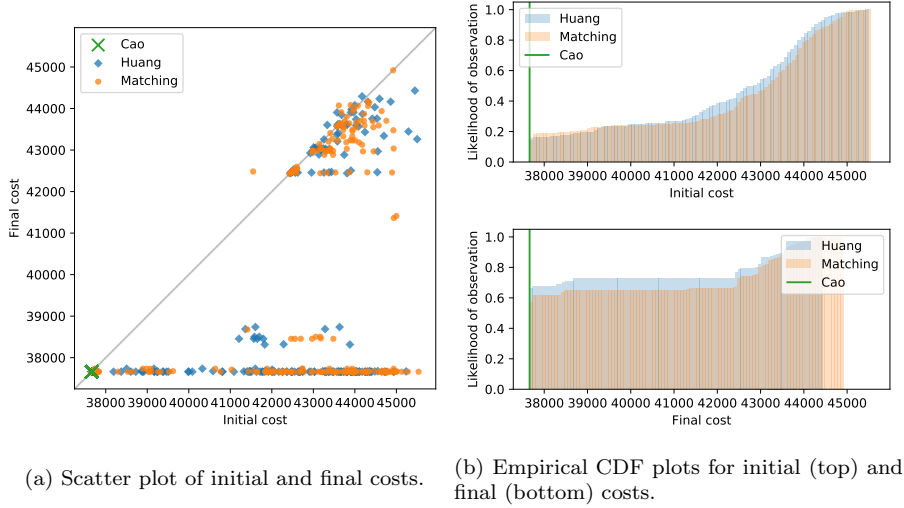 Cao
Huang
Matching
45000
44000
43000
42000
41000
40000
39000
38000
Final cost
38000 39000 40000 41000 42000 43000 44000 45000
Initial cost
(a) Scatter plot of initial and final costs.
1.0
0.8
0.6
0.4
0.2
0.0
Likelihood of observation
Huang
Matching
Cao
38000 39000 40000 41000 42000 43000 44000 45000
Initial cost
1.0
0.8
0.6
0.4
0.2
0.0
Likelihood of observation
Huang
Matching
Cao
38000 39000 40000 41000 42000 43000 44000 45000
Final cost
(b) Empirical CDF plots for initial (top) and
final (bottom) costs.